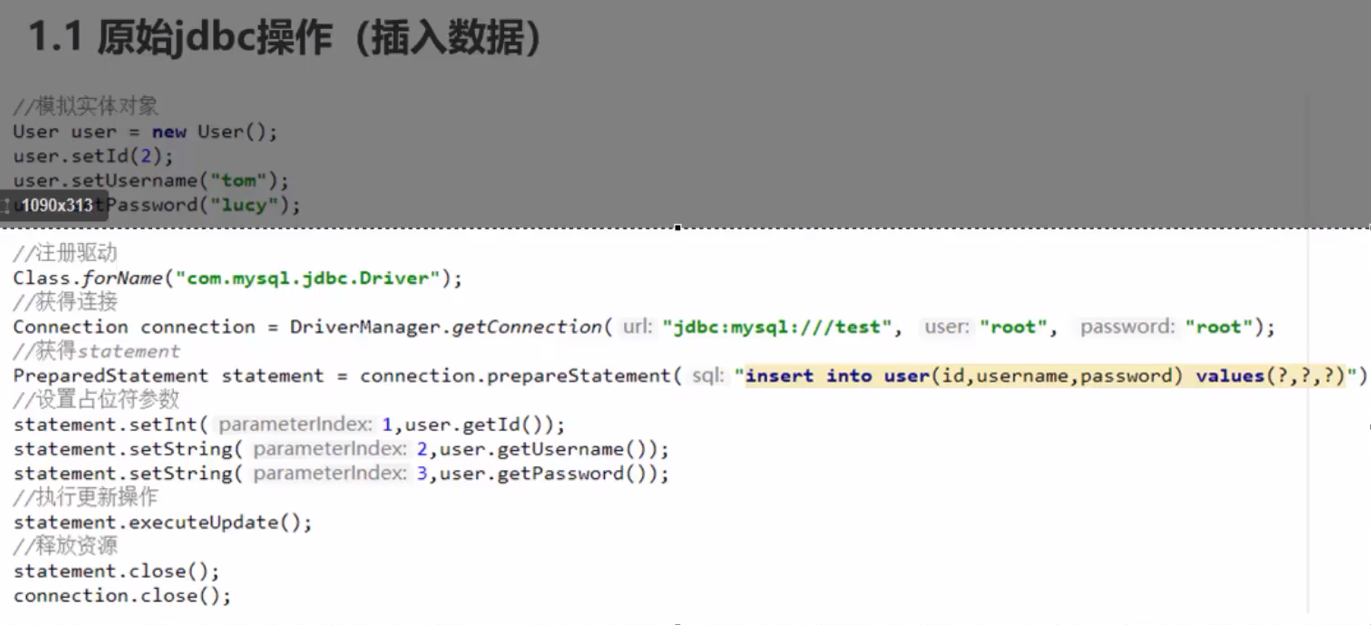 1.1 原始jdbc操作（插入数据）
//模拟实体对象
User user = new User();
user.setId(2);
user.setUsername("tom");
1090x313
tPassword("lucy");
//注册驱动
Class.forName("com.mysql.jdbc.Driver");
//获得连接
Connection connection = DriverManager.getConnection( url: "jdbc:mysql:///test", user: "root", password: "root");
//获得statement
PreparedStatement statement = connection.prepareStatement( sql: "insert into user(id,username,password) values(?,?,?)")
//设置占位符参数
statement.setInt( parameterIndex: 1,user.getId());
statement.setString( parameterIndex: 2,user.getUsername());
statement.setString( parameterIndex: 3,user.getPassword());
//执行更新操作
statement.executeUpdate();
//释放资源
statement.close();
connection.close();